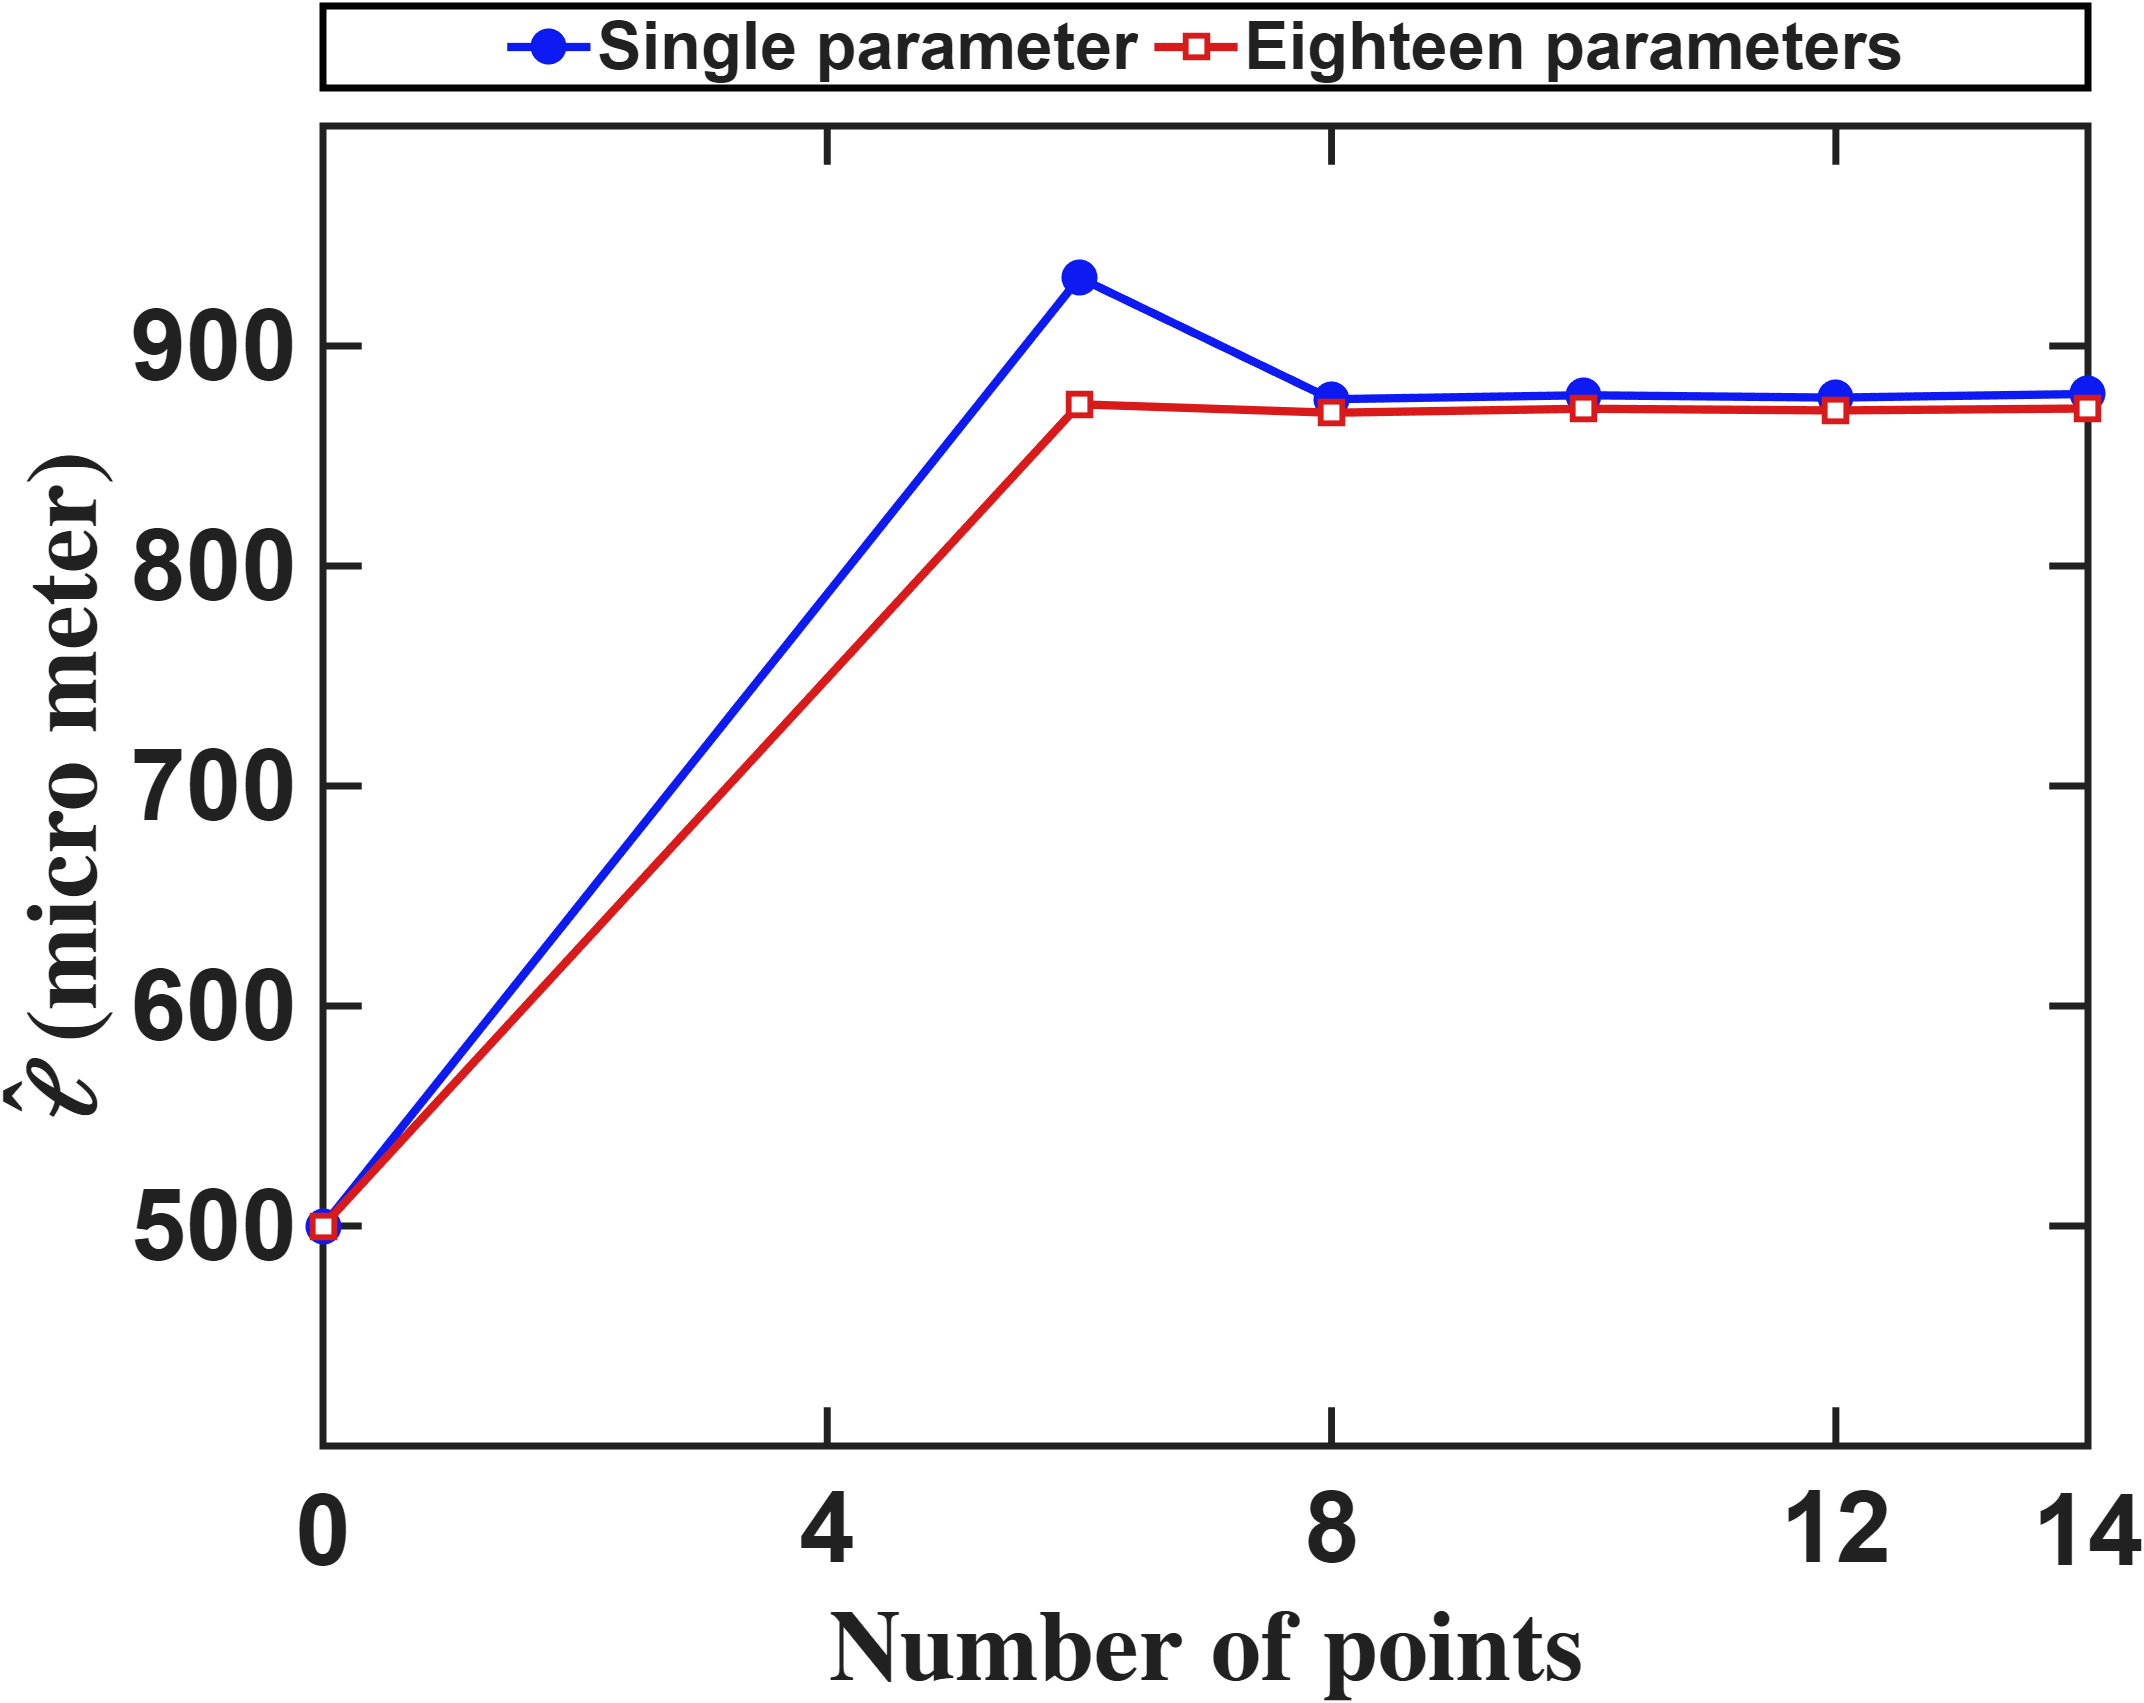 Single parameter Eighteen parameters
900
800
700
600
500
ℓ̂ (micro meter)
0 4 8 12 14
Number of points